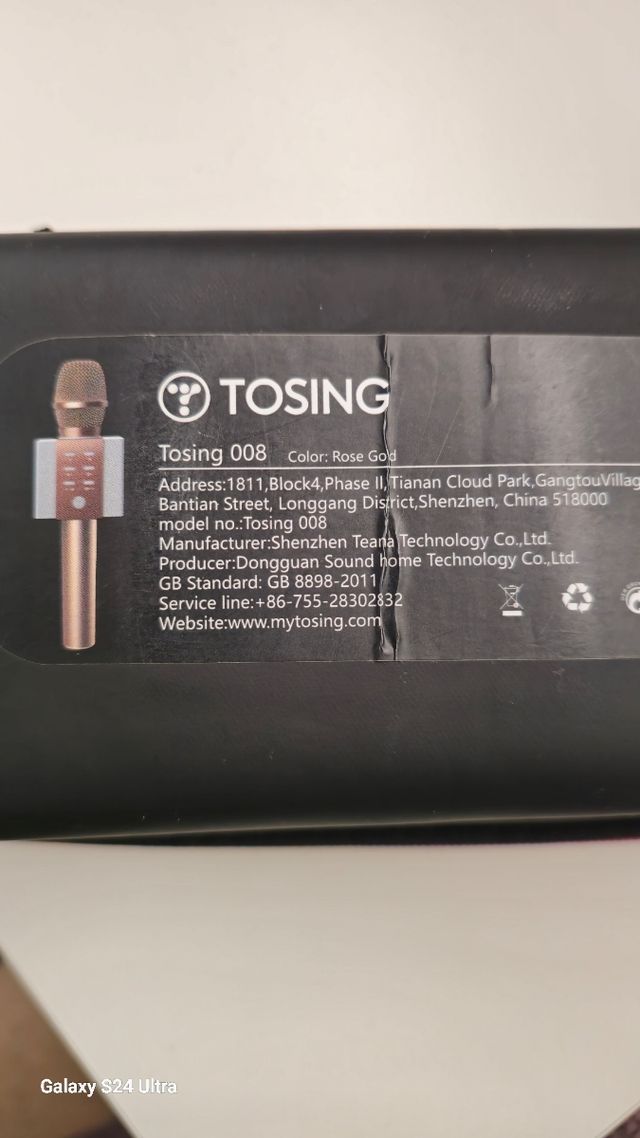 TOSING
Tosing 008 Color: Rose God
Address:1811,Block4,Phase II,Tianan Cloud Park,GangtouVillag
Bantian Street, Longgang District,Shenzhen, China 518000
model no.:Tosing 008
Manufacturer:Shenzhen Teana Technology Co.,Ltd.
Producer:Dongguan Sound home Technology Co.,Ltd.
GB Standard: GB 8898-2011
Service line:+86-755-28302832
Website:www.mytosing.com
Galaxy S24 Ultra